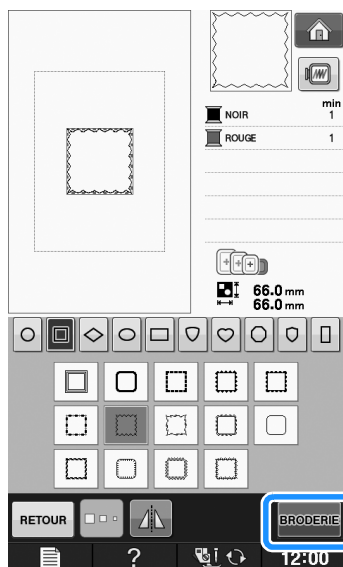 min
NOIR 1
ROUGE 1
66.0 mm
66.0 mm
RETOUR
BRODERIE
?
12:00